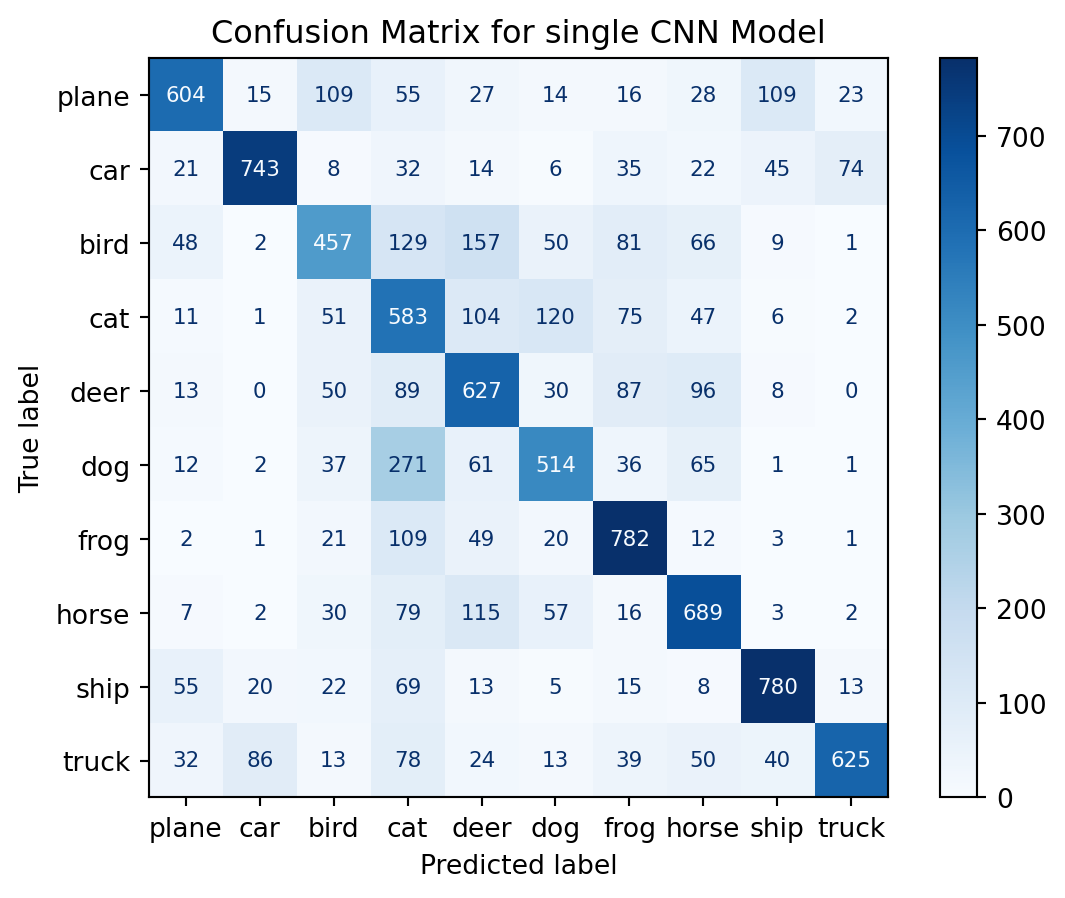 Confusion Matrix for single CNN Model
plane 604 15 109 55 27 14 16 28 109 23
car 21 743 8 32 14 6 35 22 45 74
bird 48 2 457 129 157 50 81 66 9 1
cat 11 1 51 583 104 120 75 47 6 2
deer 13 0 50 89 627 30 87 96 8 0
dog 12 2 37 271 61 514 36 65 1 1
frog 2 1 21 109 49 20 782 12 3 1
horse 7 2 30 79 115 57 16 689 3 2
ship 55 20 22 69 13 5 15 8 780 13
truck 32 86 13 78 24 13 39 50 40 625
plane car bird cat deer dog frog horse ship truck
Predicted label
True label
700
600
500
400
300
200
100
0